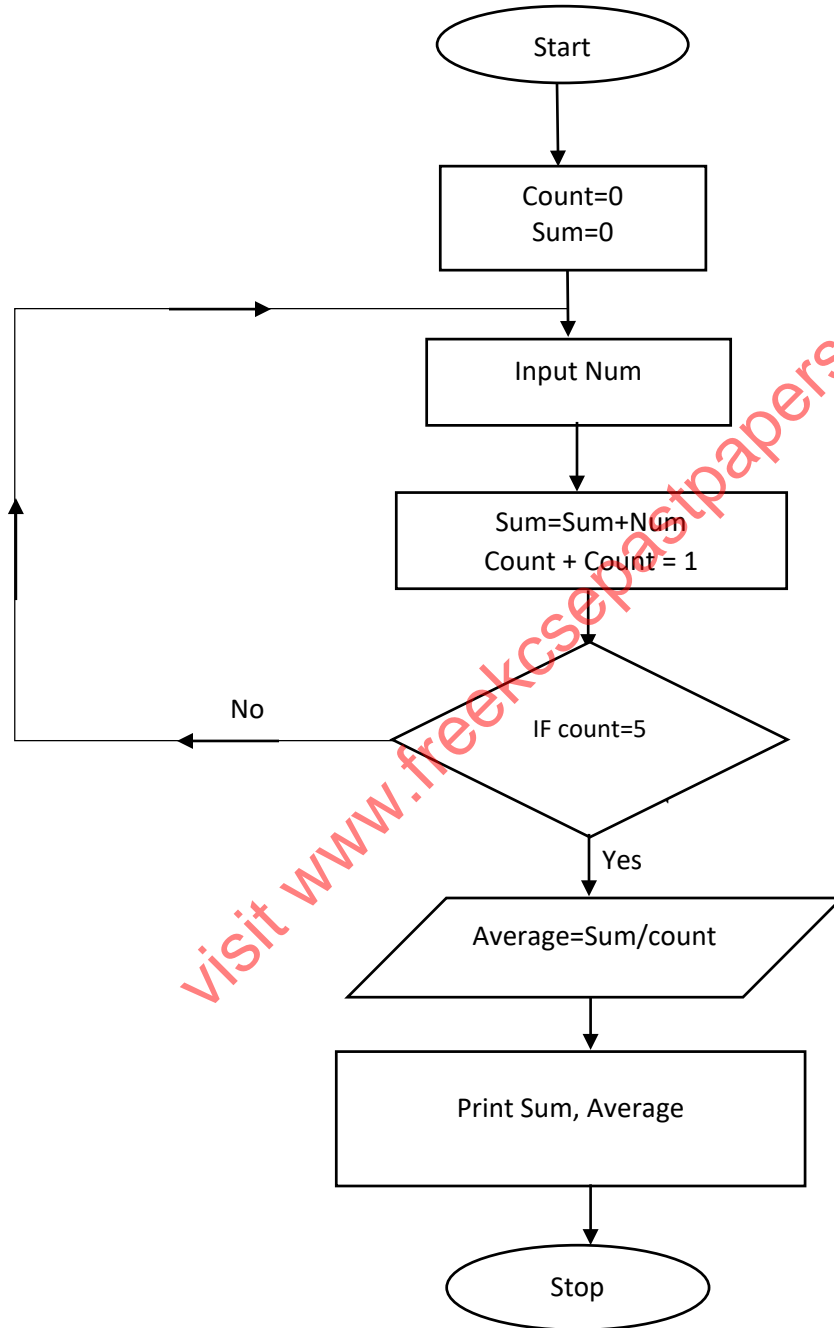 Start
Count=0
Sum=0
Input Num
Sum=Sum+Num
Count + Count = 1
IF count=5
No
Yes
Average=Sum/count
Print Sum, Average
Stop
visit www.freekcsepastpapers